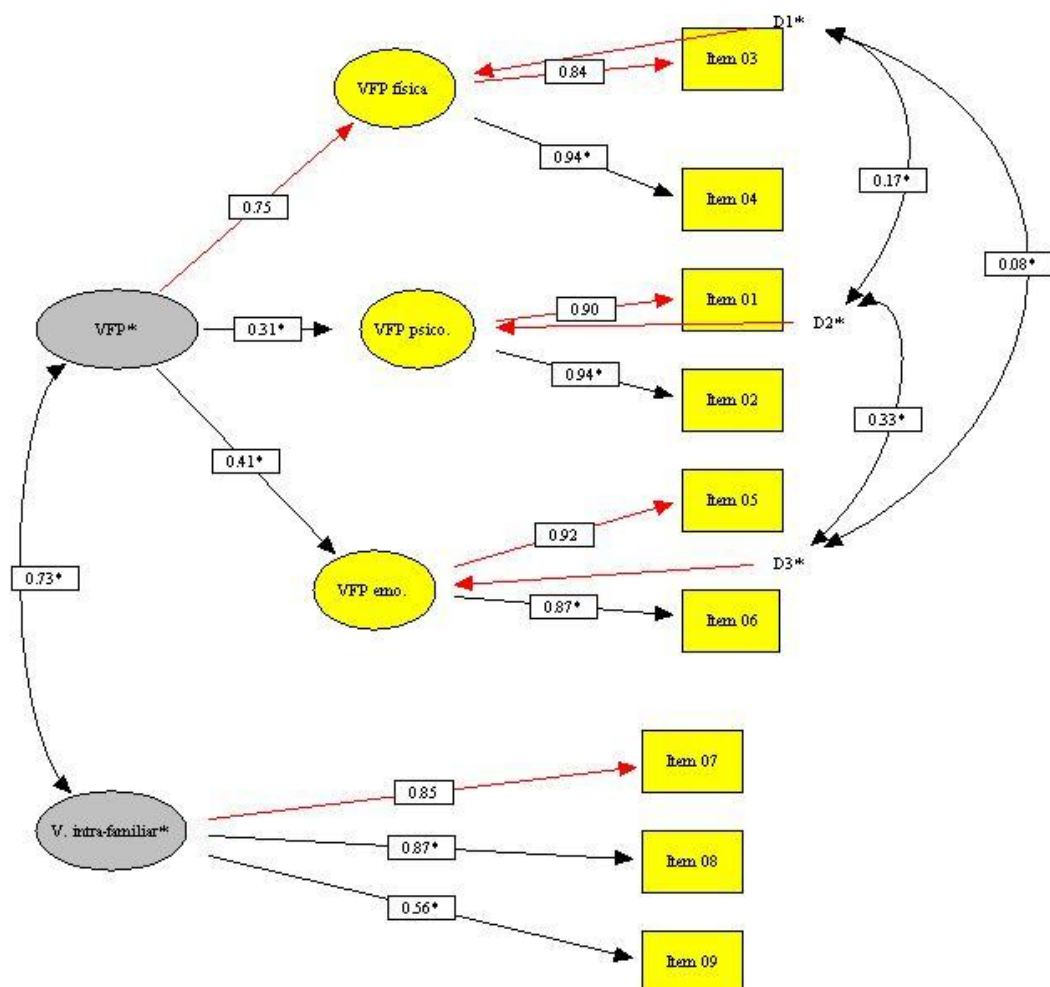 D1*
Item 03
VFP física
0.84
0.94*
0.17*
Item 04
0.75
0.08*
Item 01
0.90
VFP*
0.31*
VFP psico.
D2*
0.94*
Item 02
0.33*
0.41*
Item 05
0.92
D3*
0.73*
VFP emo.
0.87*
Item 06
Item 07
0.85
V. intra-familiar*
0.87*
Item 08
0.56*
Item 09